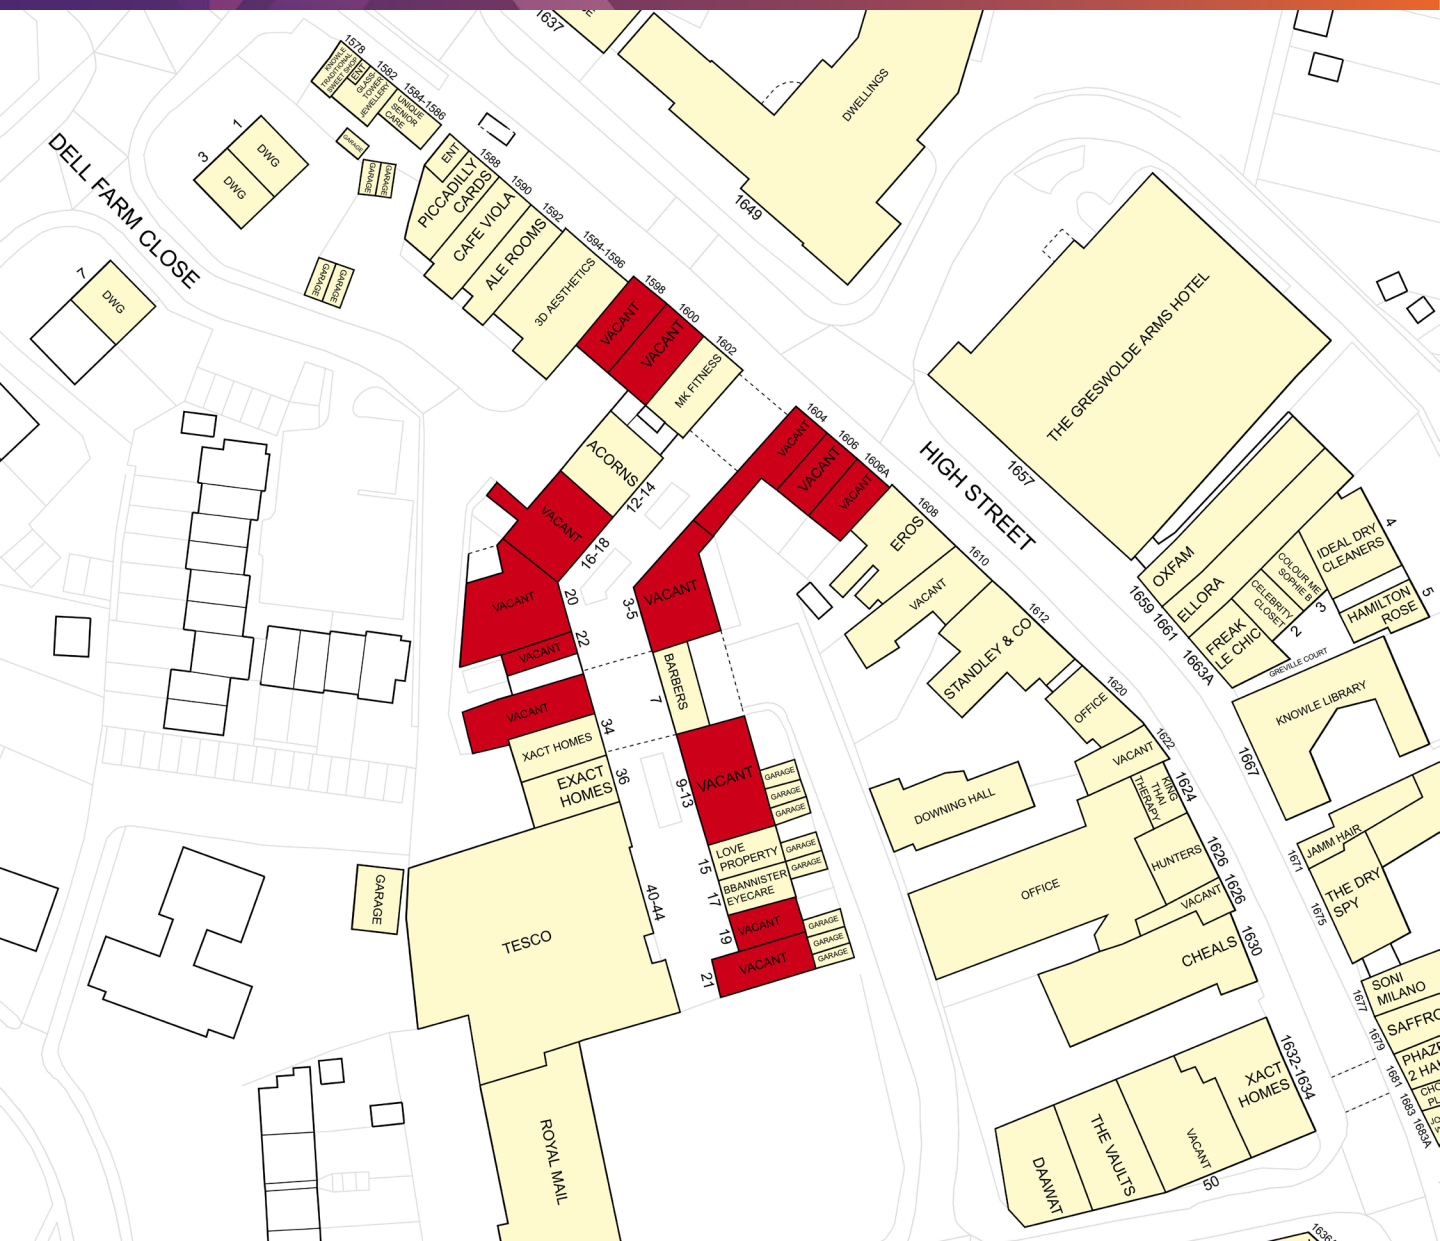 1637
DWELLINGS
1649
1578
KNOWLE
TRADITIONAL
SWEET SHOP
ENT
1582
GLASS-
TOWER
JEWELLERY
1584-1586
UNIQUE
SENIOR
CARE
GARAGE
GARAGE
GARAGE
1
3
DWG
DWG
DELL FARM CLOSE
7
DWG
GARAGE
GARAGE
ENT
1588
PICCADILLY
CARDS
1590
CAFE VIOLA
1592
ALE ROOMS
1594-1596
3D AESTHETICS
1598
VACANT
1600
VACANT
1602
MK FITNESS
THE GRESWOLDE ARMS HOTEL
1657
HIGH STREET
1604
VACANT
1606
VACANT
1606A
VACANT
1608
EROS
1610
VACANT
1612
STANDLEY & CO
1620
OFFICE
1622
VACANT
1624
KING
THAI
THERAPY
1626
HUNTERS
1626
VACANT
1630
CHEALS
OFFICE
DOWNING HALL
1632-1634
XACT
HOMES
VACANT
50
THE VAULTS
DAAWAT
ACORNS
12-14
VACANT
16-18
VACANT
20
VACANT
22
VACANT
34
XACT HOMES
36
EXACT
HOMES
TESCO
40-44
GARAGE
ROYAL MAIL
3-5
VACANT
7
BARBERS
9-13
VACANT
GARAGE
GARAGE
GARAGE
15
LOVE
PROPERTY
GARAGE
GARAGE
17
BBANNISTER
EYECARE
19
VACANT
GARAGE
GARAGE
GARAGE
21
VACANT
OXFAM
1659
ELLORA
1661
FREAK
LE CHIC
1663A
CELEBRITY
CLOSET
2
COLOUR ME
SOPHIE B
3
IDEAL DRY
CLEANERS
4
HAMILTON
ROSE
5
GREVILLE COURT
KNOWLE LIBRARY
1667
JAMM HAIR
1671
THE DRY
SPY
1675
SONI
MILANO
1677
SAFFRO
1679
PHAZE
2 HA
1681
CHO
PL
1683
1683A
1636A